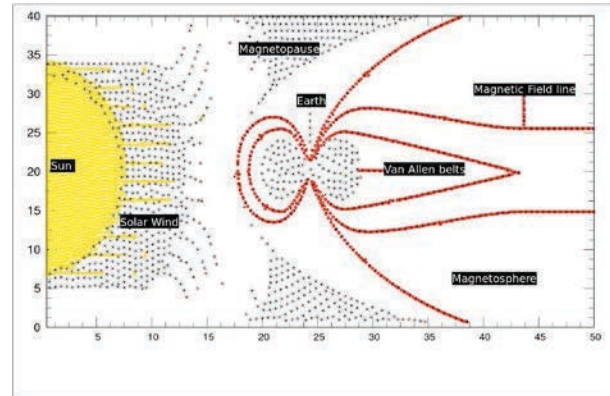 40
35
30
25
20
15
10
5
0
Magnetopause
Magnetic Field line
Earth
Sun
Van Allen belts
Solar Wind
Magnetosphere
5
10
15
20
25
30
35
40
45
50